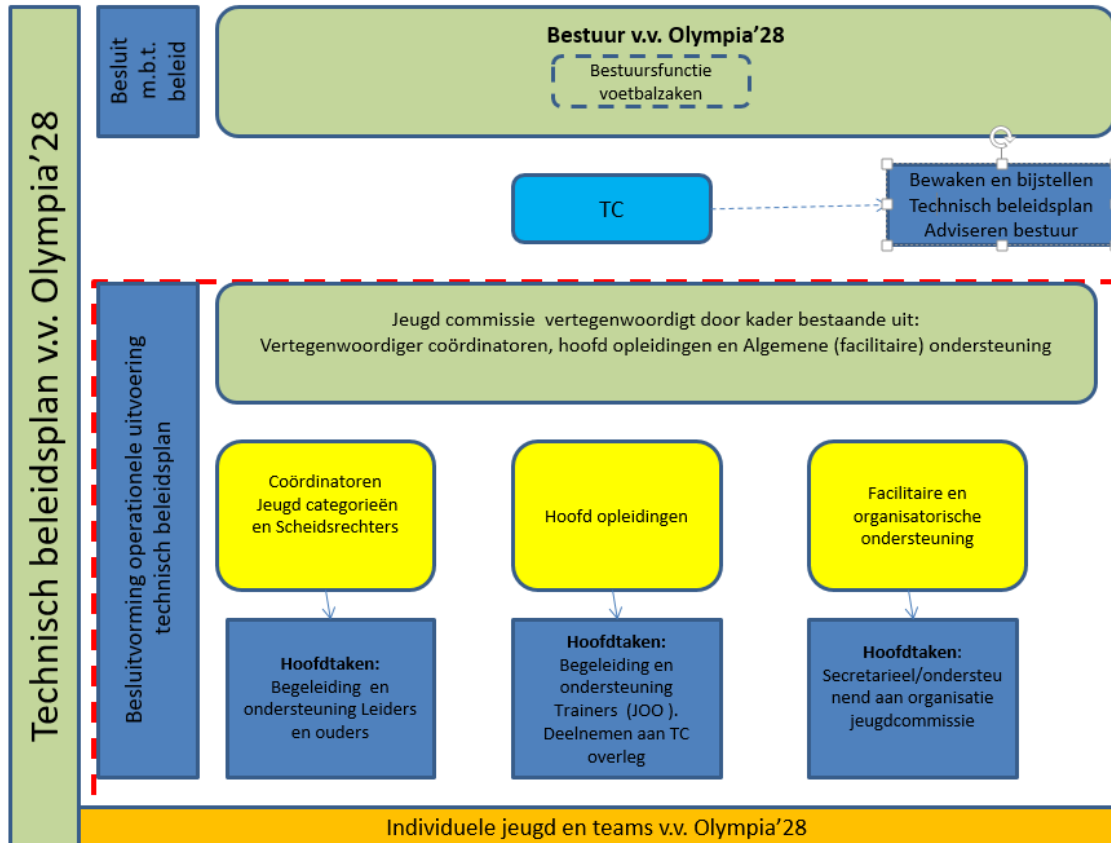 Technisch beleidsplan v.v. Olympia’28
Besluit
m.b.t.
beleid
Bestuur v.v. Olympia’28
Bestuursfunctie
voetbalzaken
TC
Bewaken en bijstellen
Technisch beleidsplan
Adviseren bestuur
Besluitvorming operationele uitvoering
technisch beleidsplan
Jeugd commissie vertegenwoordigt door kader bestaande uit:
Vertegenwoordiger coördinatoren, hoofd opleidingen en Algemene (facilitaire) ondersteuning
Coördinatoren
Jeugd categorieën
en Scheidsrechters
Hoofd opleidingen
Facilitaire en
organisatorische
ondersteuning
Hoofdtaken:
Begeleiding en
ondersteuning Leiders
en ouders
Hoofdtaken:
Begeleiding en
ondersteuning
Trainers (JOO ).
Deelnemen aan TC
overleg
Hoofdtaken:
Secretarieel/ondersteu
nend aan organisatie
jeugdcommissie
Individuele jeugd en teams v.v. Olympia’28